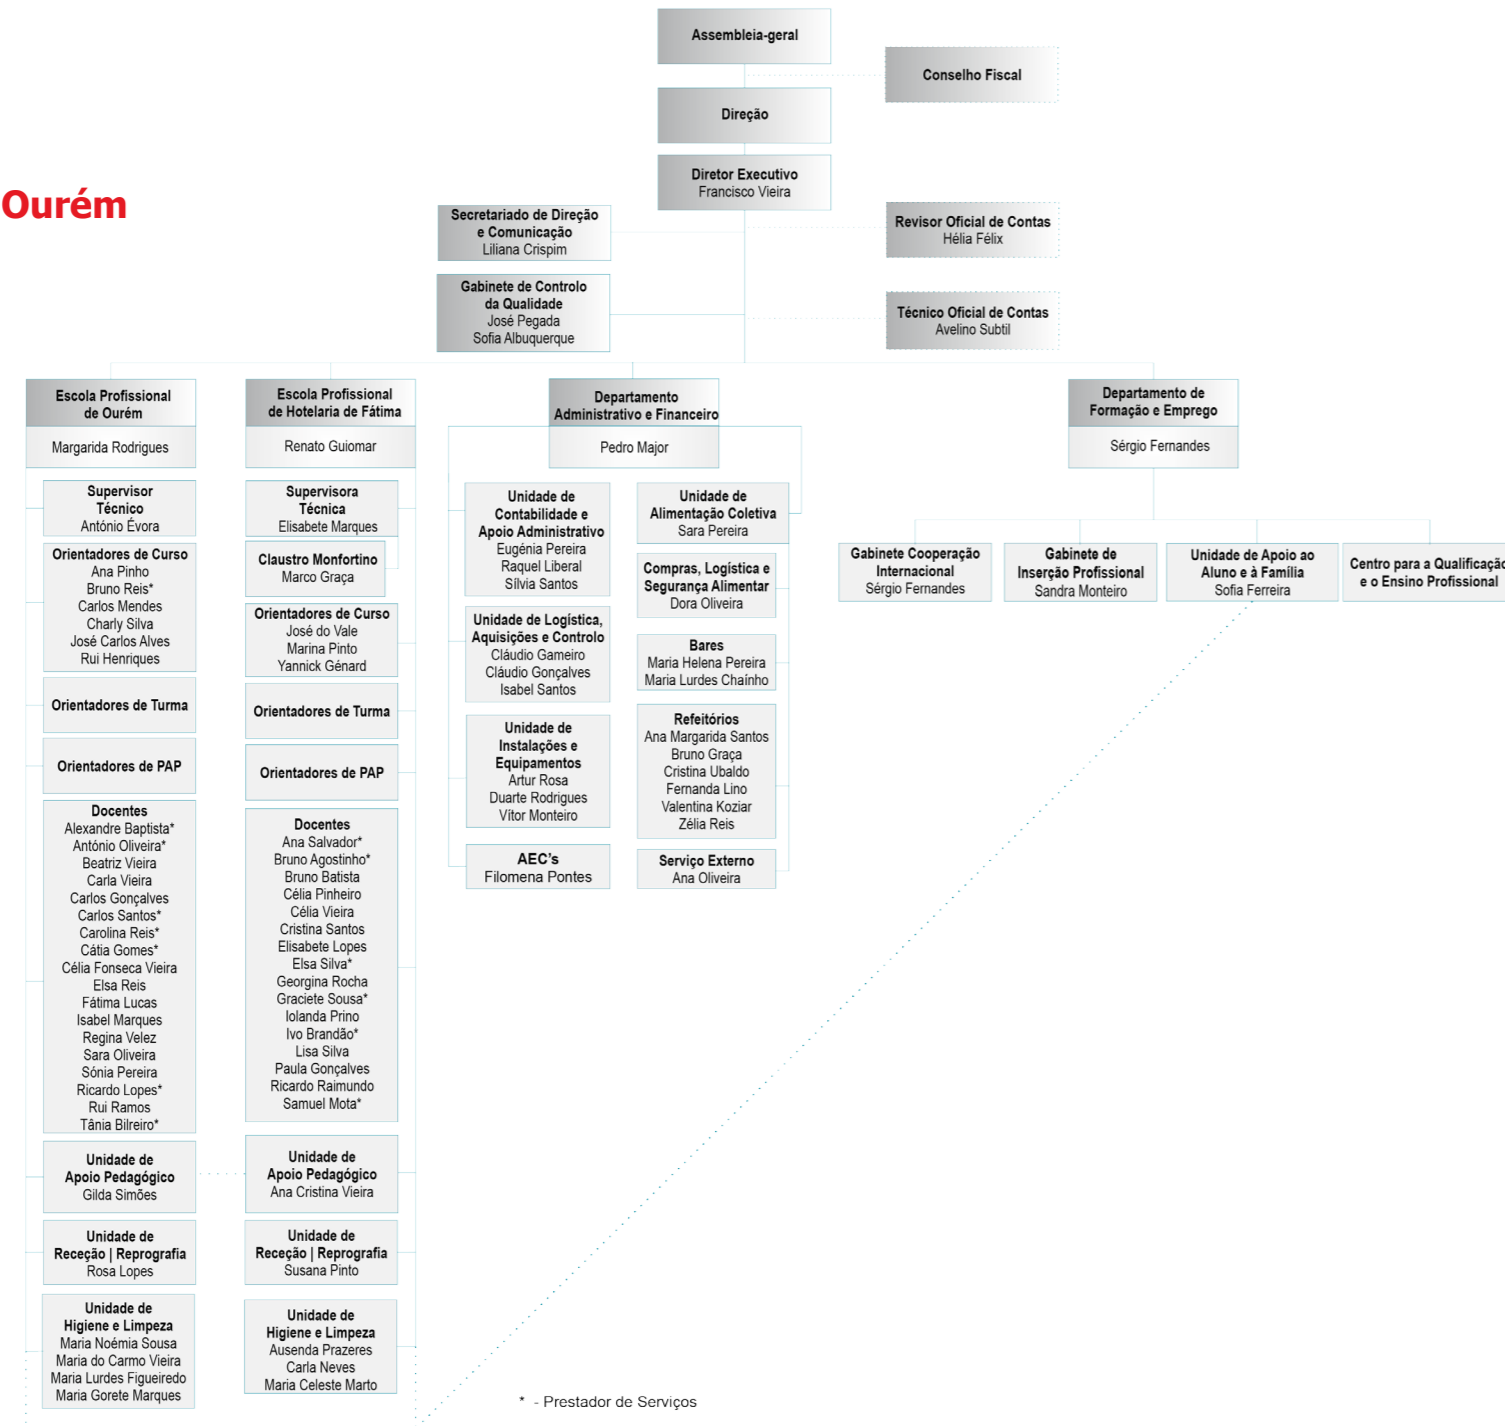 Assembleia-geral
Conselho Fiscal
Direção
Diretor Executivo
Francisco Vieira
Ourém
Secretariado de Direção
e Comunicação
Liliana Crispim
Revisor Oficial de Contas
Hélia Félix
Gabinete de Controlo
da Qualidade
José Pegada
Sofia Albuquerque
Técnico Oficial de Contas
Avelino Subtil
Escola Profissional
de Ourém
Margarida Rodrigues
Supervisor
Técnico
António Évora
Orientadores de Curso
Ana Pinho
Bruno Reis*
Carlos Mendes
Charly Silva
José Carlos Alves
Rui Henriques
Orientadores de Turma
Orientadores de PAP
Docentes
Alexandre Baptista*
António Oliveira*
Beatriz Vieira
Carla Vieira
Carlos Gonçalves
Carlos Santos*
Carolina Reis*
Cátia Gomes*
Célia Fonseca Vieira
Elsa Reis
Fátima Lucas
Isabel Marques
Regina Velez
Sara Oliveira
Sónia Pereira
Ricardo Lopes*
Rui Ramos
Tânia Bilreiro*
Unidade de
Apoio Pedagógico
Gilda Simões
Unidade de
Receção | Reprografia
Rosa Lopes
Unidade de
Higiene e Limpeza
Maria Noémia Sousa
Maria do Carmo Vieira
Maria Lurdes Figueiredo
Maria Gorete Marques
Escola Profissional
de Hotelaria de Fátima
Renato Guiomar
Supervisora
Técnica
Elisabete Marques
Claustro Monfortino
Marco Graça
Orientadores de Curso
José do Vale
Marina Pinto
Yannick Génard
Orientadores de Turma
Orientadores de PAP
Docentes
Ana Salvador*
Bruno Agostinho*
Bruno Batista
Célia Pinheiro
Célia Vieira
Cristina Santos
Elisabete Lopes
Elsa Silva*
Georgina Rocha
Graciete Sousa*
Iolanda Prino
Ivo Brandão*
Lisa Silva
Paula Gonçalves
Ricardo Raimundo
Samuel Mota*
Unidade de
Apoio Pedagógico
Ana Cristina Vieira
Unidade de
Receção | Reprografia
Susana Pinto
Unidade de
Higiene e Limpeza
Ausenda Prazeres
Carla Neves
Maria Celeste Marto
Departamento
Administrativo e Financeiro
Pedro Major
Unidade de
Contabilidade e
Apoio Administrativo
Eugénia Pereira
Raquel Liberal
Sílvia Santos
Unidade de Logística,
Aquisições e Controlo
Cláudio Gameiro
Cláudio Gonçalves
Isabel Santos
Unidade de
Instalações e
Equipamentos
Artur Rosa
Duarte Rodrigues
Vítor Monteiro
AEC's
Filomena Pontes
Unidade de
Alimentação Coletiva
Sara Pereira
Compras, Logística e
Segurança Alimentar
Dora Oliveira
Bares
Maria Helena Pereira
Maria Lurdes Chaínho
Refeitórios
Ana Margarida Santos
Bruno Graça
Cristina Ubaldo
Fernanda Lino
Valentina Koziar
Zélia Reis
Serviço Externo
Ana Oliveira
Departamento de
Formação e Emprego
Sérgio Fernandes
Gabinete Cooperação
Internacional
Sérgio Fernandes
Gabinete de
Inserção Profissional
Sandra Monteiro
Unidade de Apoio ao
Aluno e à Família
Sofia Ferreira
Centro para a Qualificação
e o Ensino Profissional
* - Prestador de Serviços